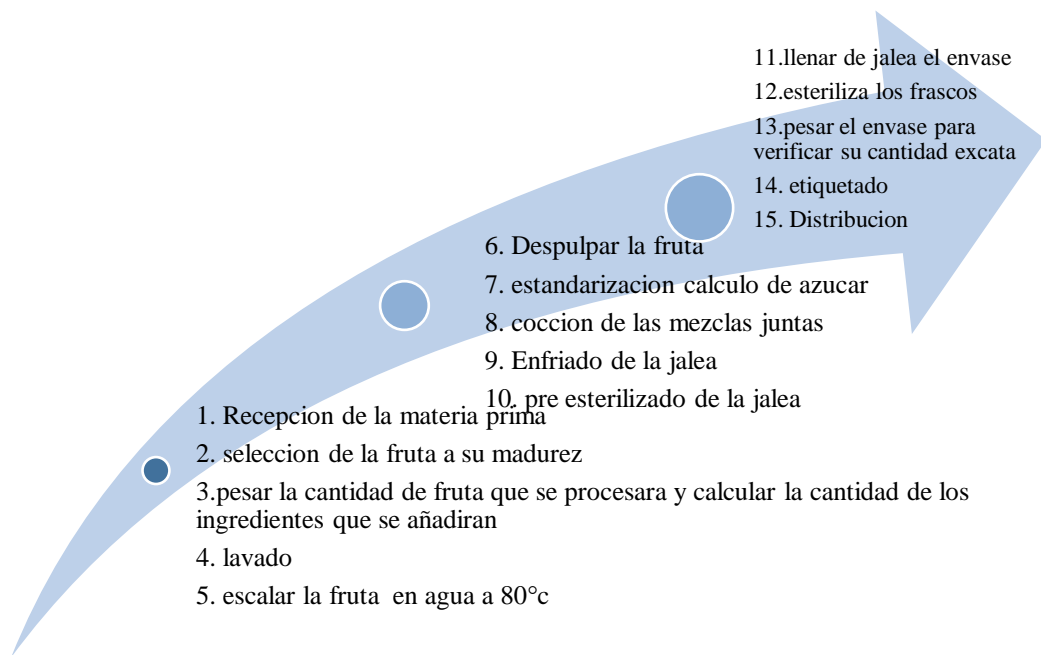 1. Recepcion de la materia prima
2. seleccion de la fruta a su madurez
3.pesar la cantidad de fruta que se procesara y calcular la cantidad de los
ingredientes que se añadiran
4. lavado
5. escalar la fruta en agua a 80°c
6. Despulpar la fruta
7. estandarizacion calculo de azucar
8. coccion de las mezclas juntas
9. Enfriado de la jalea
10. pre esterilizado de la jalea
11.llenar de jalea el envase
12.esteriliza los frascos
13.pesar el envase para
verificar su cantidad excata
14. etiquetado
15. Distribucion